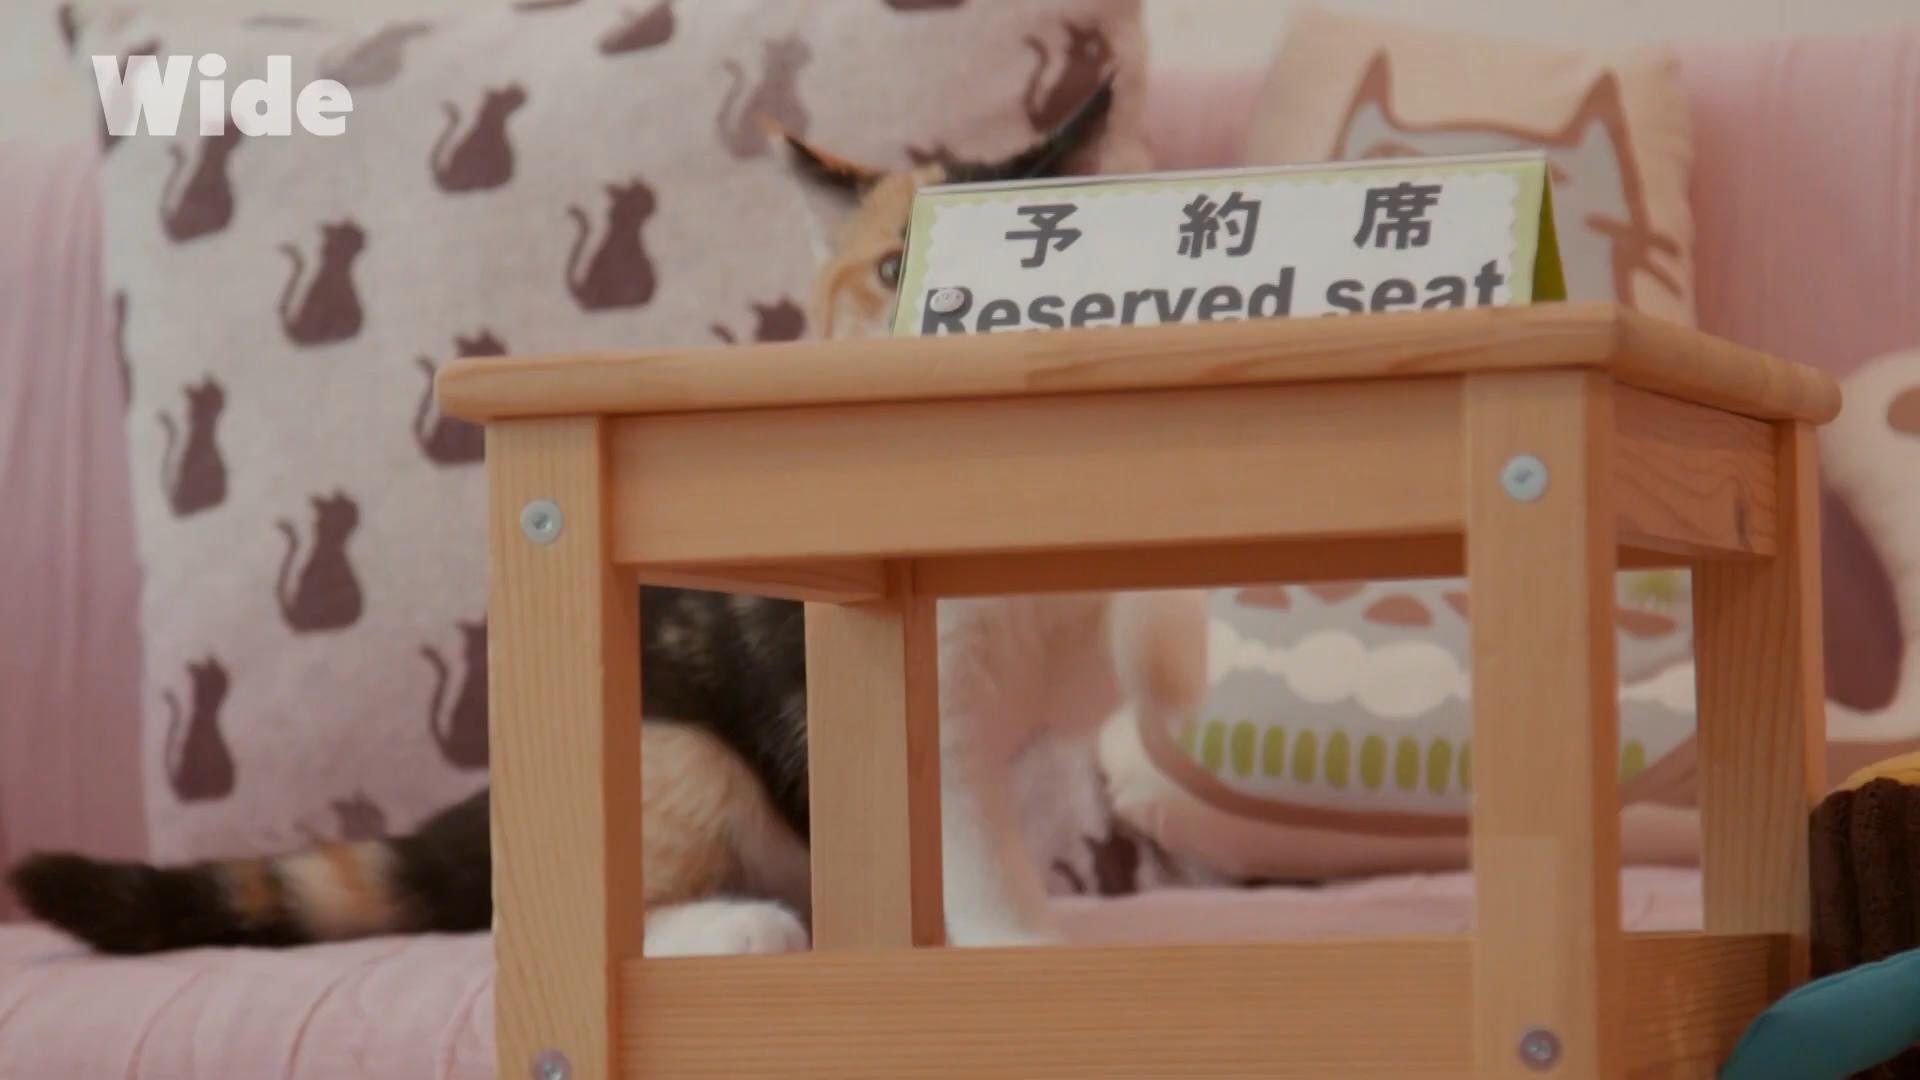 Wide
予約席
Reserved seat